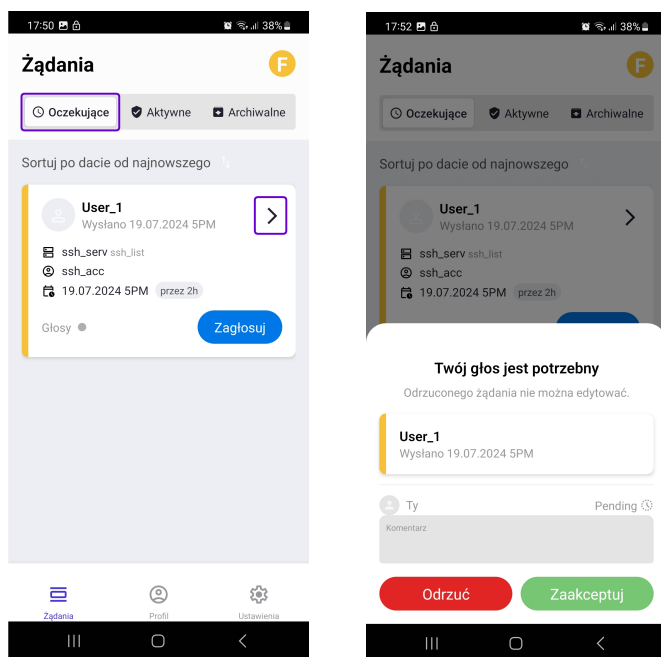 17:50 38%
Żądania F
Oczekujące Aktywne Archiwalne
Sortuj po dacie od najnowszego
User_1
Wysłano 19.07.2024 5PM
ssh_serv ssh_list
ssh_acc
19.07.2024 5PM przez 2h
Głosy Zagłosuj
Żądania Profil Ustawienia
17:52 38%
Żądania F
Oczekujące Aktywne Archiwalne
Sortuj po dacie od najnowszego
User_1
Wysłano 19.07.2024 5PM
ssh_serv ssh_list
ssh_acc
19.07.2024 5PM przez 2h
Twój głos jest potrzebny
Odrzuconego żądania nie można edytować.
User_1
Wysłano 19.07.2024 5PM
Ty Pending
Komentarz
Odrzuć Zaakceptuj